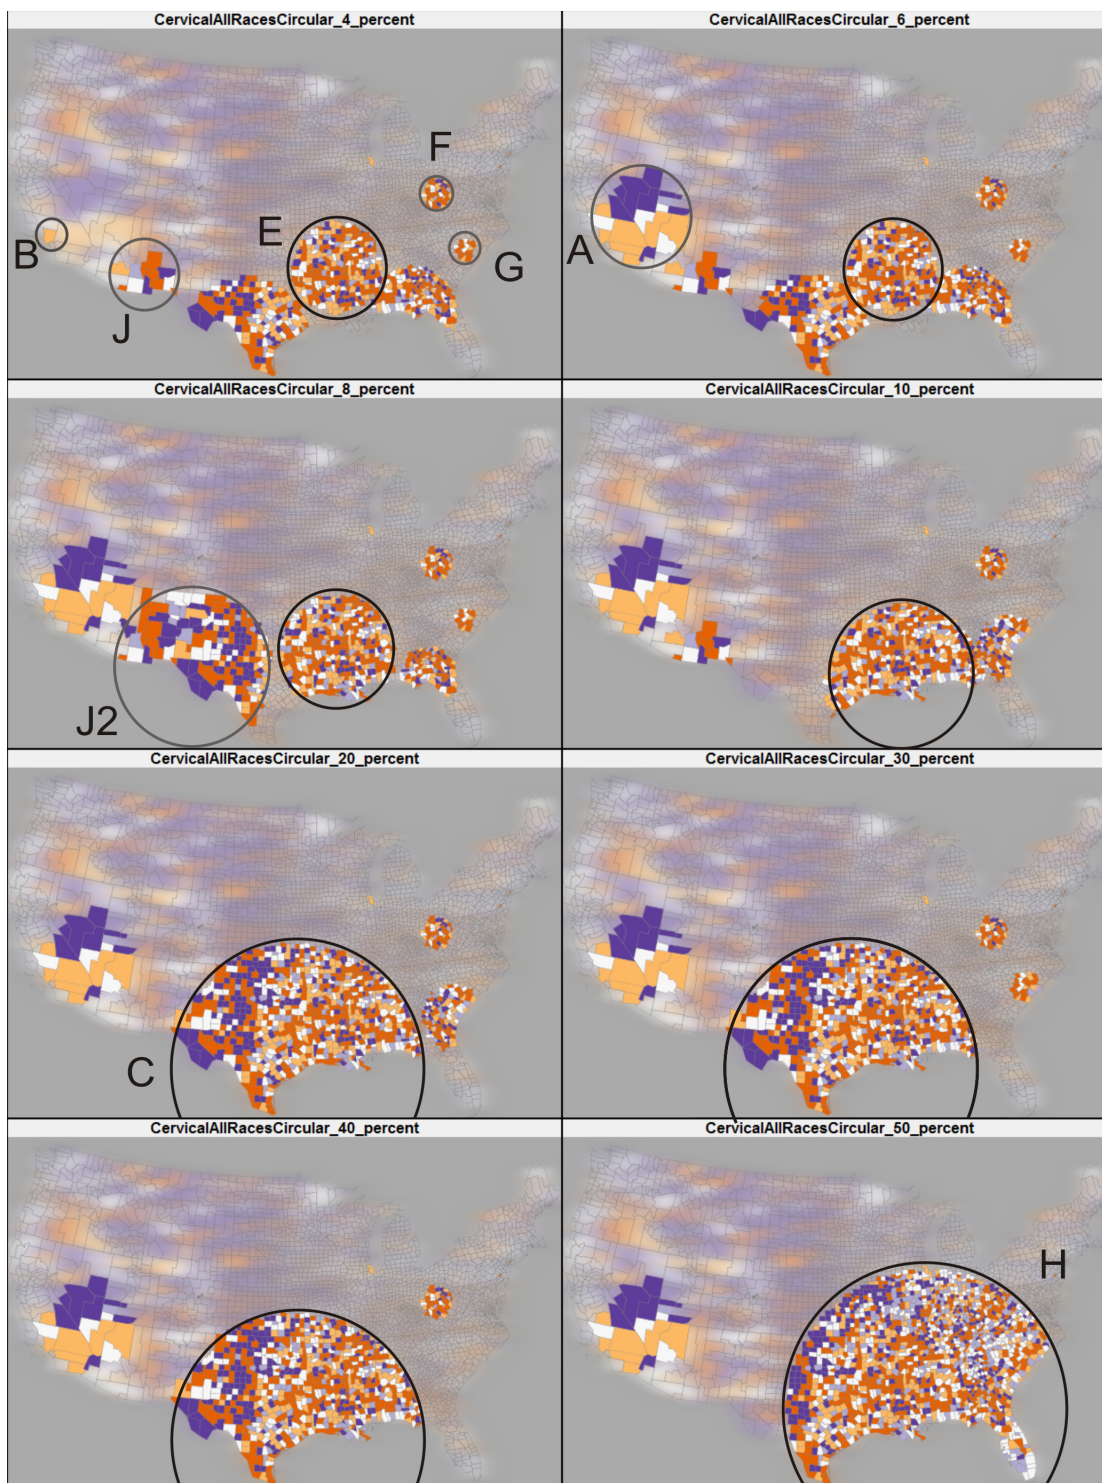 CervicalAllRacesCircular_4_percent
CervicalAllRacesCircular_6_percent
F
E
B
G
J
A
CervicalAllRacesCircular_8_percent
CervicalAllRacesCircular_10_percent
J2
CervicalAllRacesCircular_20_percent
CervicalAllRacesCircular_30_percent
C
CervicalAllRacesCircular_40_percent
CervicalAllRacesCircular_50_percent
H